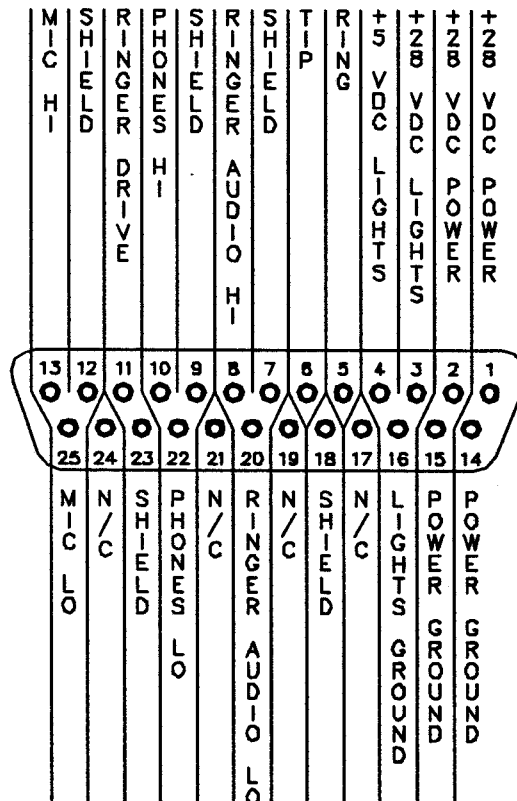 MIC HI
SHIELD
RINGER DRIVE
PHONES HI
SHIELD
RINGER AUDIO HI
SHIELD
TIP
RING
+5 VDC LIGHTS
+28 VDC LIGHTS
+28 VDC POWER
+28 VDC POWER
13 12 11 10 9 8 7 6 5 4 3 2 1
25 24 23 22 21 20 19 18 17 16 15 14
MIC LO
N/C
SHIELD
PHONES LO
N/C
RINGER AUDIO LO
N/C
SHIELD
N/C
LIGHTS GROUND
POWER GROUND
POWER GROUND